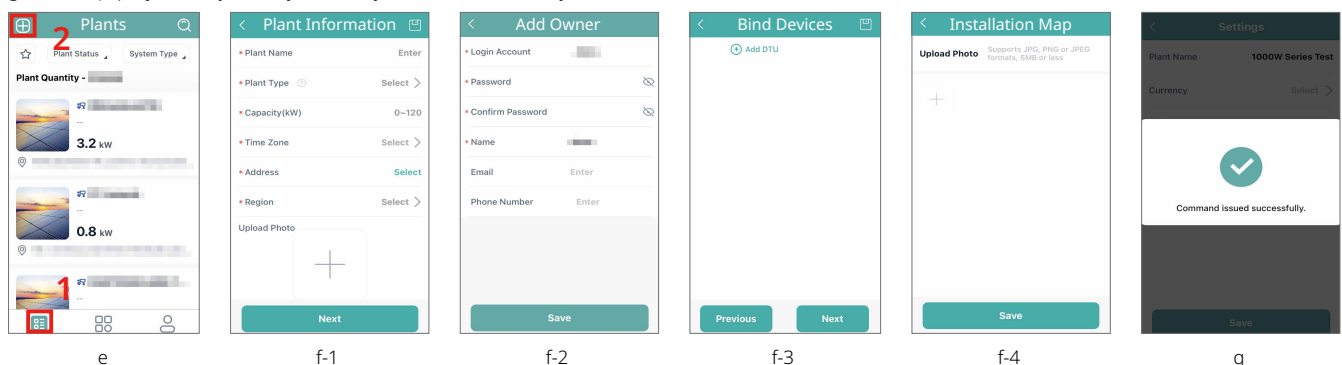 Plants
2
Plant Status
System Type
Plant Quantity -
--
3.2 kW
--
0.8 kW
1
--
e
Plant Information
* Plant Name Enter
* Plant Type Select >
* Capacity(kW) 0~120
* Time Zone Select >
* Address Select
* Region Select >
Upload Photo
Next
f-1
Add Owner
* Login Account
* Password
* Confirm Password
* Name
Email Enter
Phone Number Enter
Save
f-2
Bind Devices
Add DTU
Previous Next
f-3
Installation Map
Upload Photo Supports JPG, PNG or JPEG
formats, 5MB or less
Save
f-4
Settings
Plant Name 1000W Series Test
Currency Select >
Command issued successfully.
Save